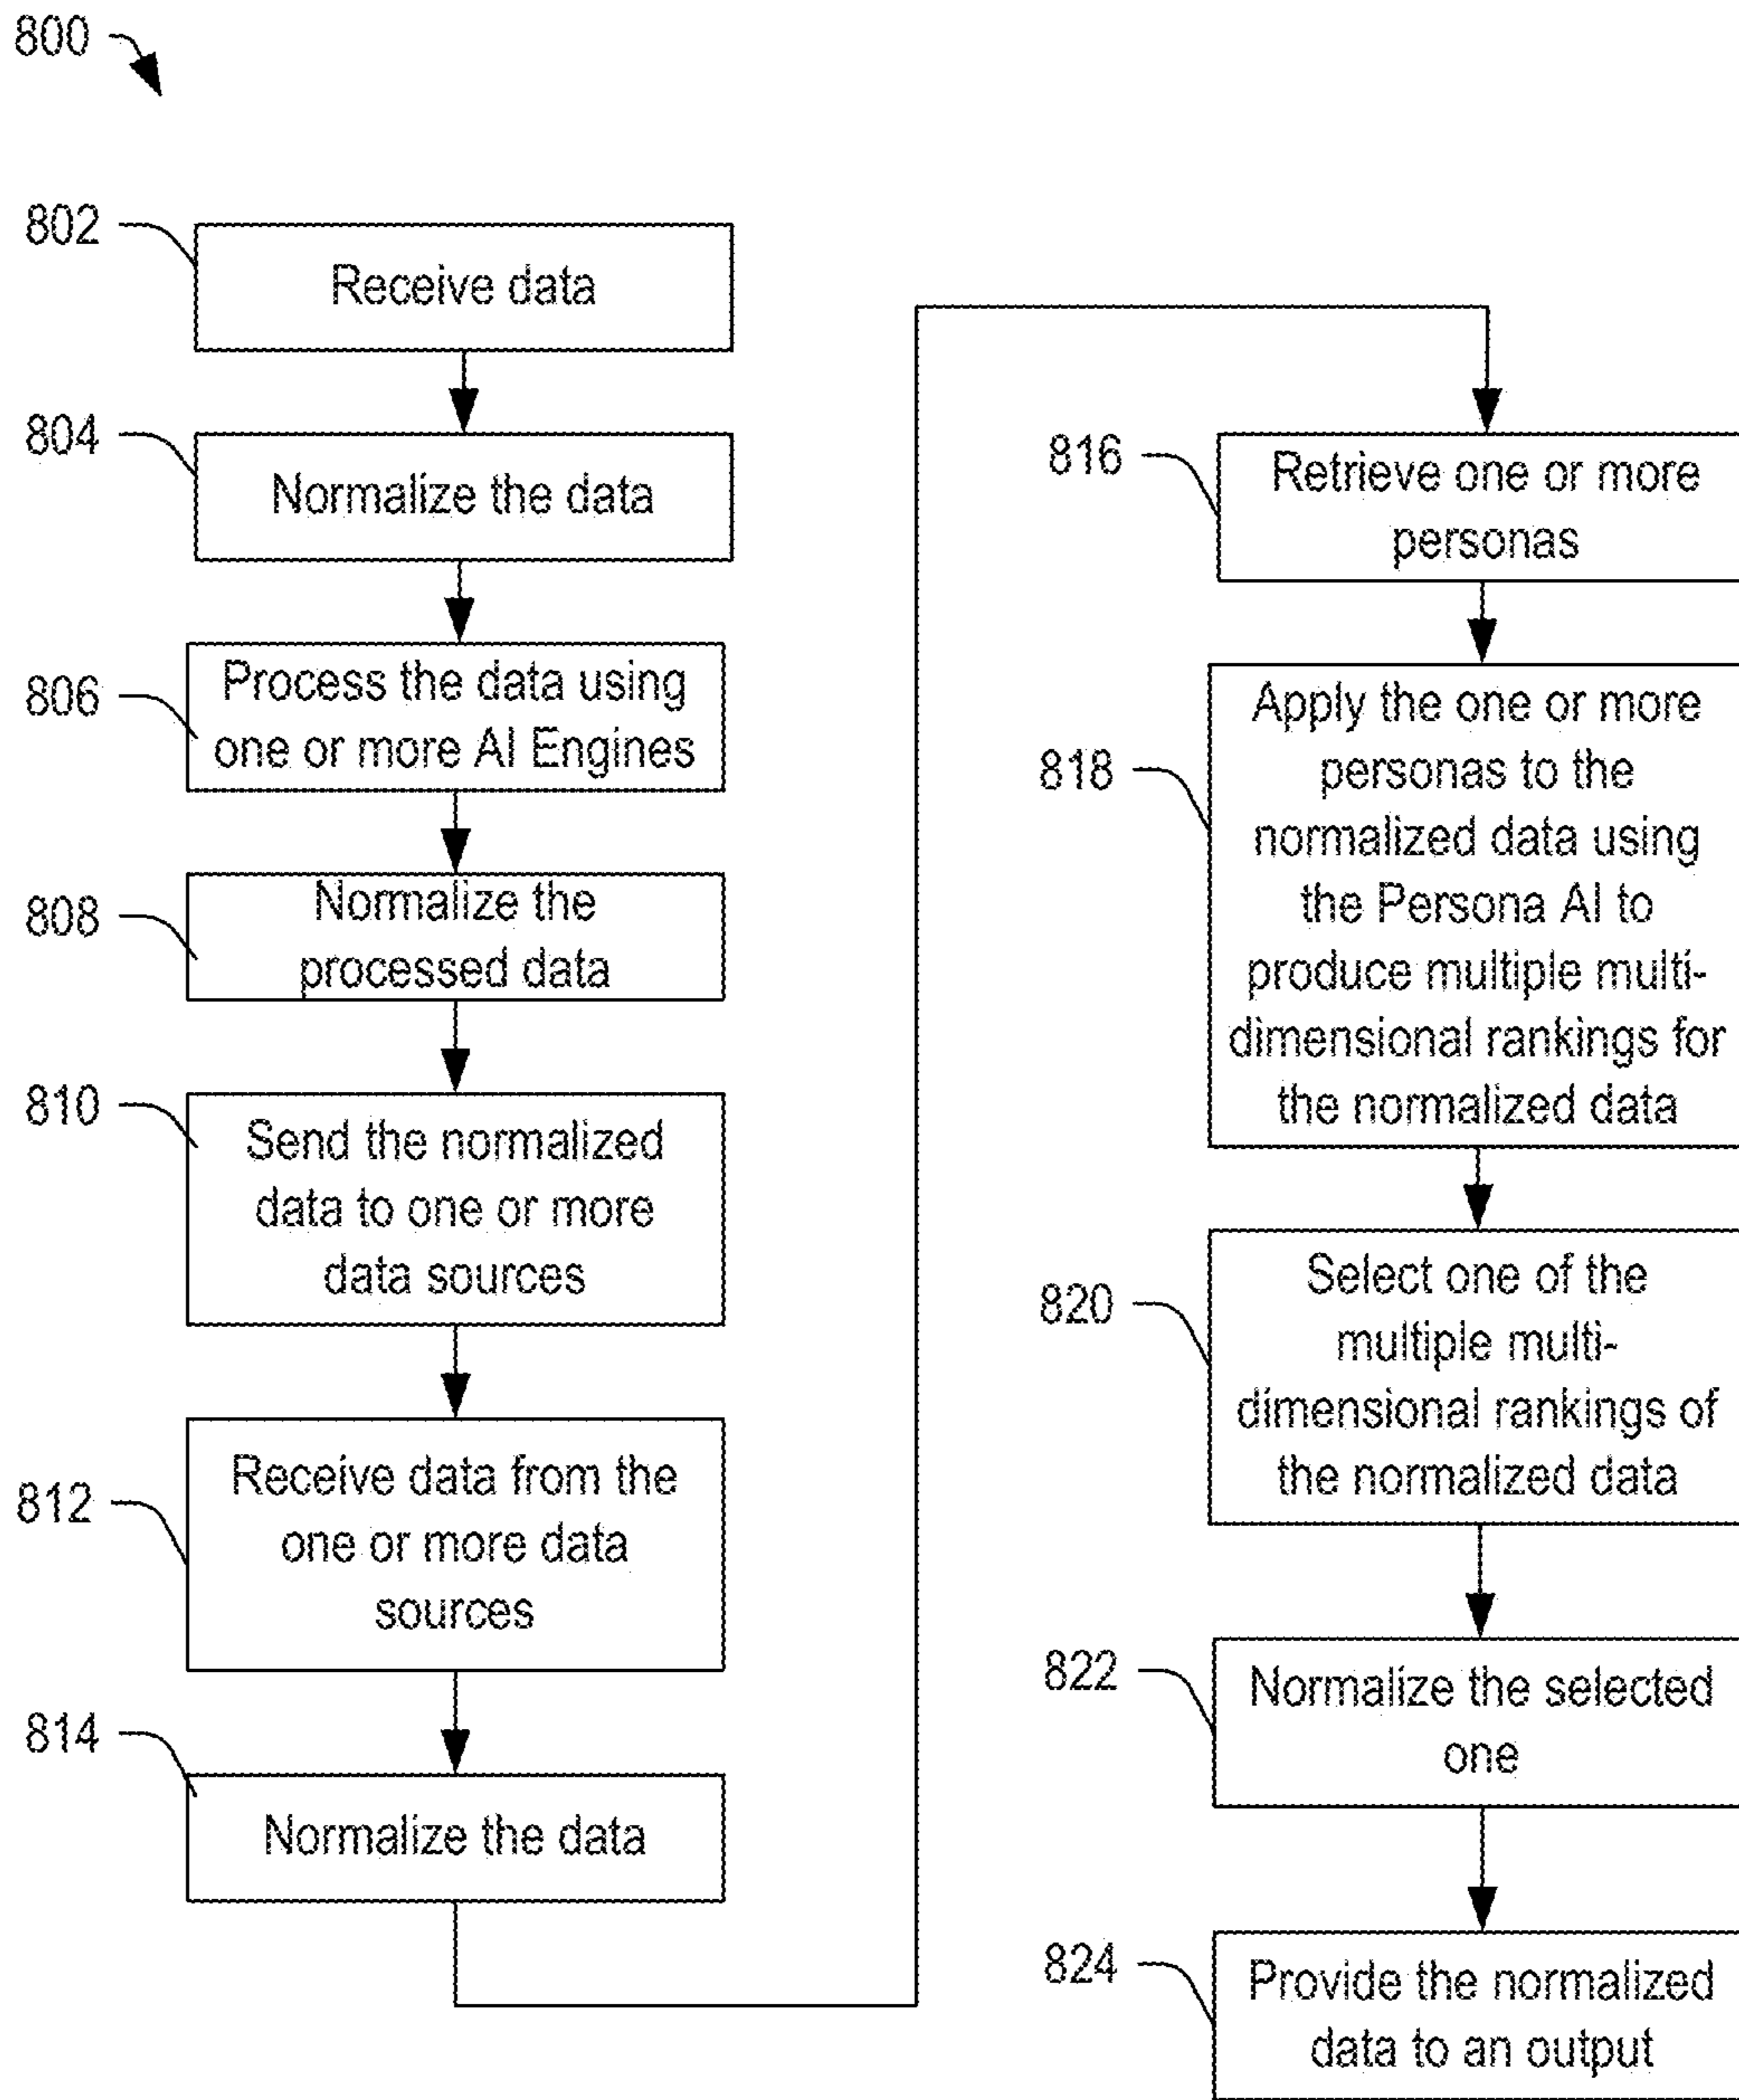 800
802
Receive data
804
Normalize the data
806
Process the data using
one or more AI Engines
808
Normalize the
processed data
810
Send the normalized
data to one or more
data sources
812
Receive data from the
one or more data
sources
814
Normalize the data
816
Retrieve one or more
personas
818
Apply the one or more
personas to the
normalized data using
the Persona AI to
produce multiple multi-
dimensional rankings for
the normalized data
820
Select one of the
multiple multi-
dimensional rankings of
the normalized data
822
Normalize the selected
one
824
Provide the normalized
data to an output